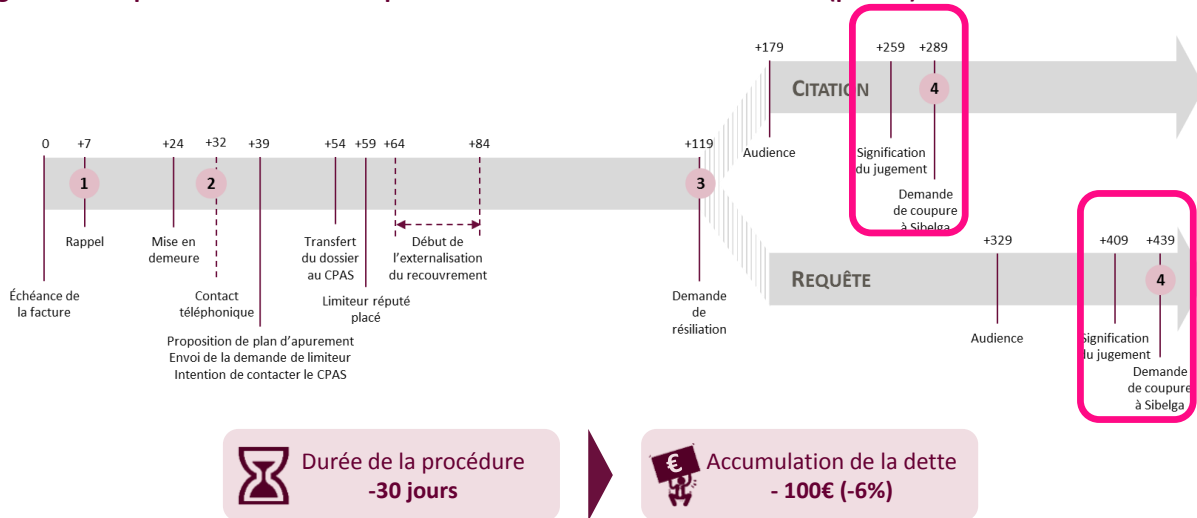 +179
+259
+289
CITATION
4
0
+7
+24
+32
+39
+54
+59
+64
+84
+119
Audience
Signification
du jugement
Demande
de coupure
à Sibelga
1
2
3
Rappel
Mise en
demeure
Transfert
du dossier
au CPAS
Début de
l'externalisation
du recouvrement
+329
+409
+439
REQUÊTE
4
Échéance de
la facture
Contact
téléphonique
Limiteur réputé
placé
Demande
de
résiliation
Proposition de plan d'apurement
Envoi de la demande de limiteur
Intention de contacter le CPAS
Audience
Signification
du jugement
Demande
de coupure
à Sibelga
Durée de la procédure
-30 jours
€
Accumulation de la dette
- 100€ (-6%)